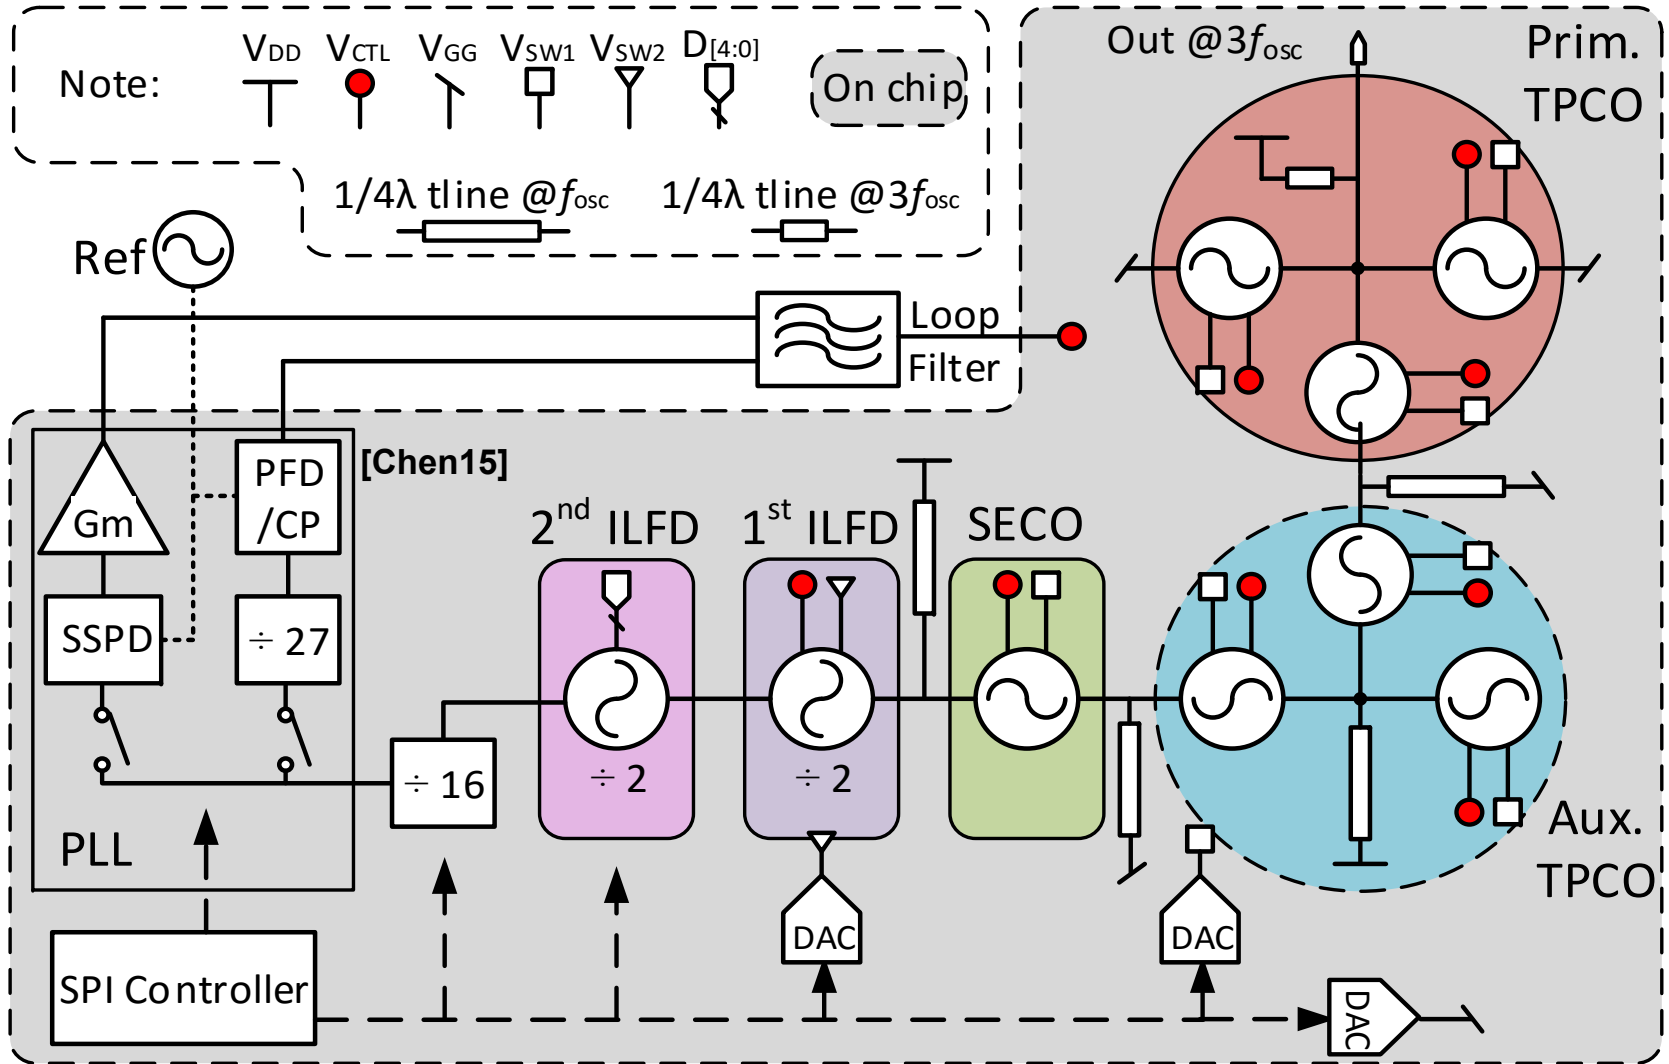 Note:
VDD
VCTL
VGG
VSW1
VSW2
D[4:0]
On chip
1/4λ tline @fosc
1/4λ tline @3fosc
Out @3fosc
Prim.
TPCO
Ref
Loop
Filter
[Chen15]
Gm
PFD
/CP
SSPD
÷ 27
PLL
÷ 16
2nd ILFD
÷ 2
1st ILFD
÷ 2
SECO
Aux.
TPCO
DAC
DAC
DAC
SPI Controller